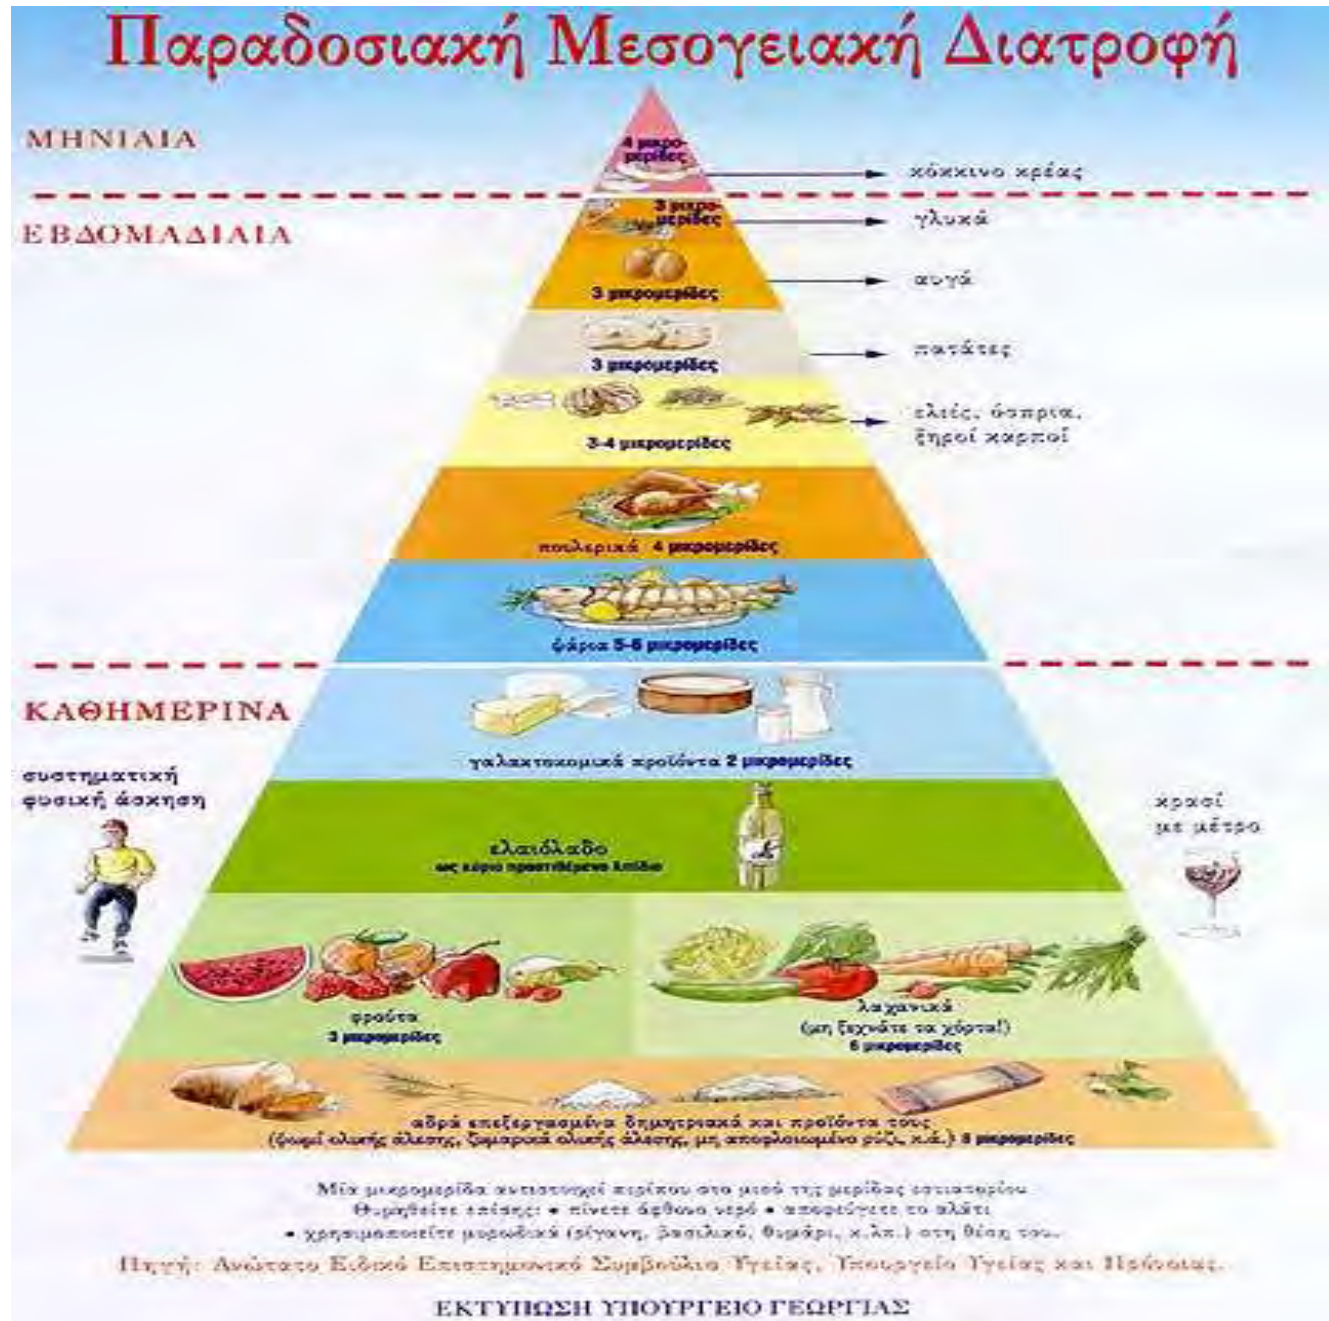 Παραδοσιακή Μεσογειακή Διατροφή
ΜΗΝΙΑΙΑ
4 μικρο-
μερίδες
κόκκινο κρέας
ΕΒΔΟΜΑΔΙΑΙΑ
3 μικρο-
μερίδες
γλυκά
3 μικρομερίδες
αυγά
3 μικρομερίδες
πατάτες
3-4 μικρομερίδες
ελιές, όσπρια,
ξηροί καρποί
πουλερικά 4 μικρομερίδες
ψάρια 5-6 μικρομερίδες
ΚΑΘΗΜΕΡΙΝΑ
γαλακτοκομικά προϊόντα 2 μικρομερίδες
συστηματική
φυσική άσκηση
κρασί
με μέτρο
ελαιόλαδο
ως κύριο προστιθέμενο λιπίδιο
φρούτα
3 μικρομερίδες
λαχανικά
(μη ξεχνάτε τα χόρτα!)
6 μικρομερίδες
αδρά επεξεργασμένα δημητριακά και προϊόντα τους
(ψωμί ολικής άλεσης, ζυμαρικά ολικής άλεσης, μη αποφλοιωμένο ρύζι, κ.ά.) 8 μικρομερίδες
Μία μικρομερίδα αντιστοιχεί περίπου στο μισό της μερίδας εστιατορίου
Θυμηθείτε επίσης: • πίνετε άφθονο νερό • αποφεύγετε το αλάτι
• χρησιμοποιείτε μυρωδικά (ρίγανη, βασιλικό, θυμάρι, κ.λπ.) στη θέση του.
Πηγή: Ανώτατο Ειδικό Επιστημονικό Συμβούλιο Υγείας, Υπουργείο Υγείας και Πρόνοιας.
ΕΚΤΥΠΩΣΗ ΥΠΟΥΡΓΕΙΟ ΓΕΩΡΓΙΑΣ